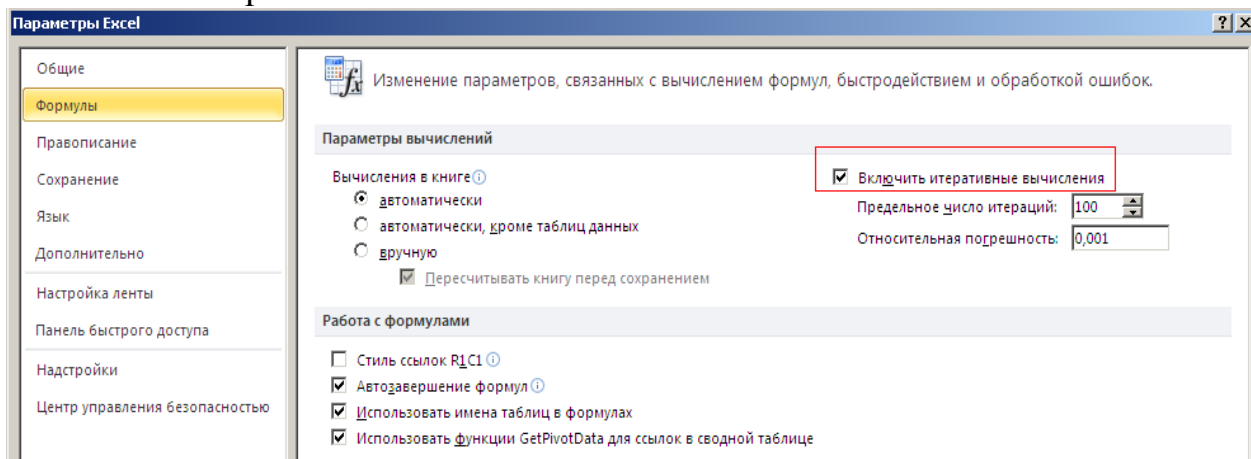 Параметры Excel
Общие
Формулы
Правописание
Сохранение
Язык
Дополнительно
Настройка ленты
Панель быстрого доступа
Надстройки
Центр управления безопасностью
Изменение параметров, связанных с вычислением формул, быстродействием и обработкой ошибок.
Параметры вычислений
Вычисления в книге
автоматически
автоматически, кроме таблиц данных
вручную
Пересчитывать книгу перед сохранением
Включить итеративные вычисления
Предельное число итераций: 100
Относительная погрешность: 0,001
Работа с формулами
Стиль ссылок R1C1
Автозавершение формул
Использовать имена таблиц в формулах
Использовать функции GetPivotData для ссылок в сводной таблице